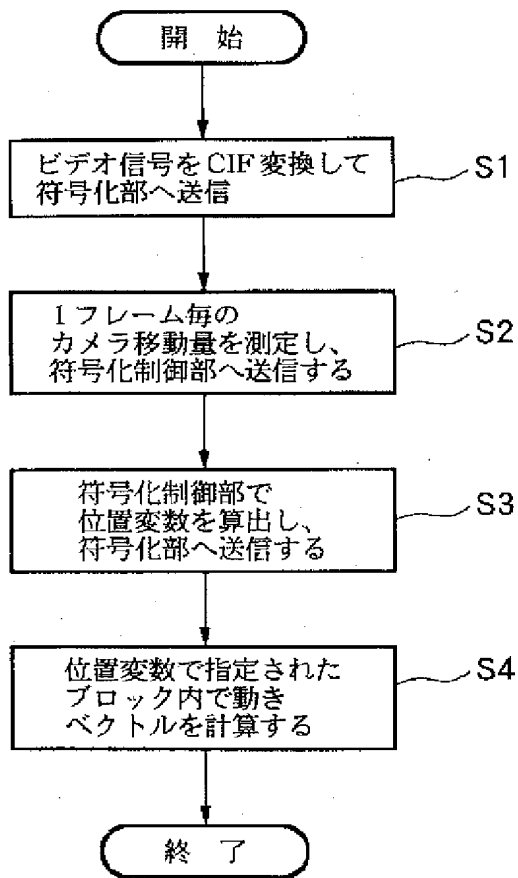 開 始
ビデオ信号をCIF変換して
符号化部へ送信
S1
1フレーム毎の
カメラ移動量を測定し、
符号化制御部へ送信する
S2
符号化制御部で
位置変数を算出し、
符号化部へ送信する
S3
位置変数で指定された
ブロック内で動き
ベクトルを計算する
S4
終 了